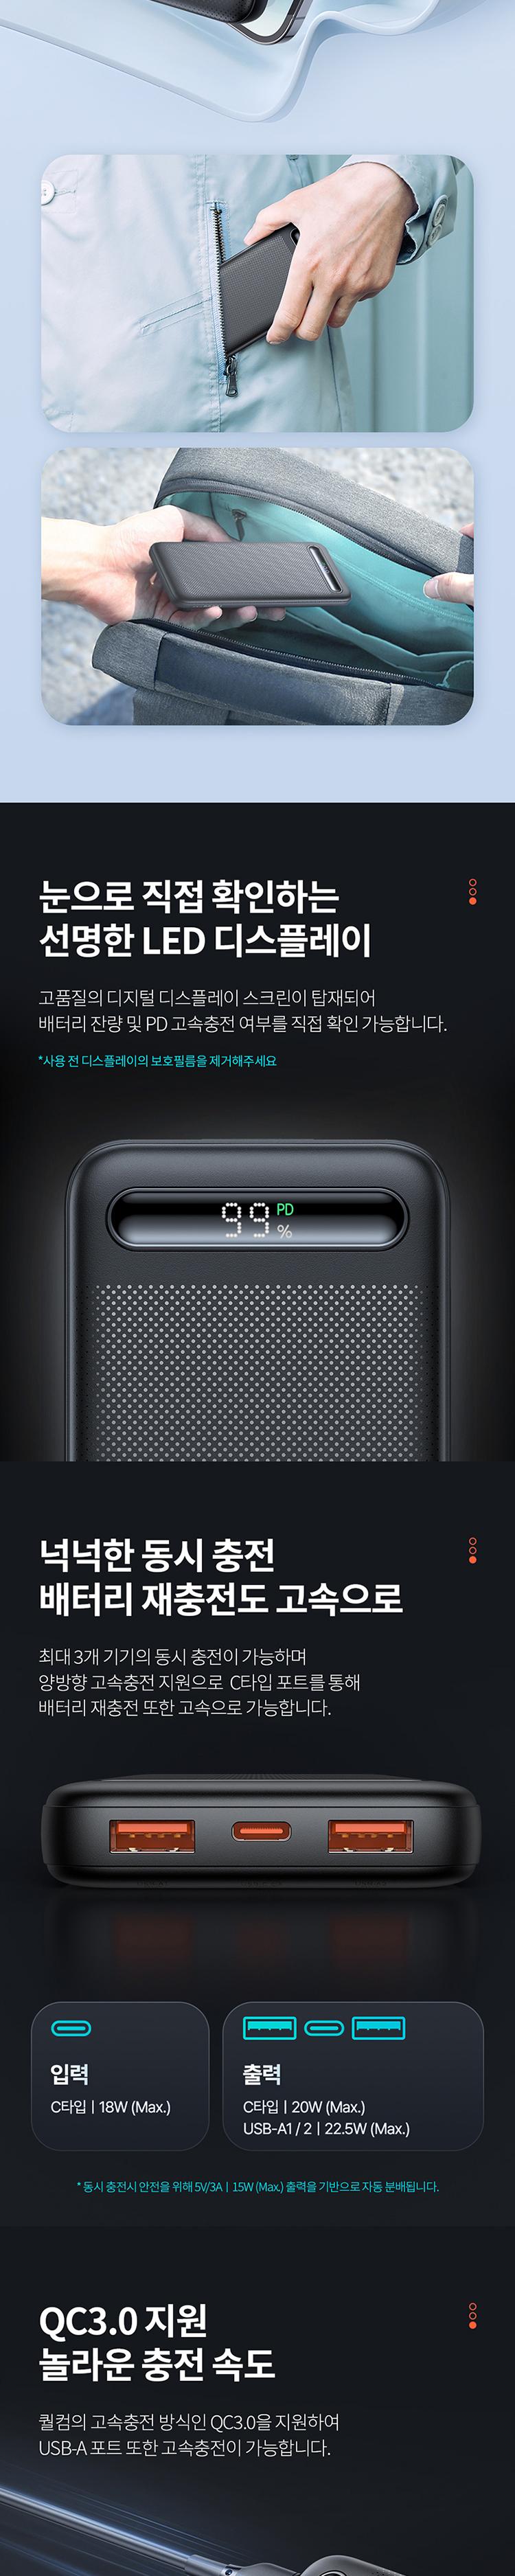 눈으로 직접 확인하는
선명한 LED 디스플레이
고품질의 디지털 디스플레이 스크린이 탑재되어
배터리 잔량 및 PD 고속충전 여부를 직접 확인 가능합니다.
*사용 전 디스플레이의 보호필름을 제거해주세요
99 PD
%
넉넉한 동시 충전
배터리 재충전도 고속으로
최대 3개 기기의 동시 충전이 가능하며
양방향 고속충전 지원으로 C타입 포트를 통해
배터리 재충전 또한 고속으로 가능합니다.
입력
C타입 | 18W (Max.)
출력
C타입 | 20W (Max.)
USB-A1 / 2 | 22.5W (Max.)
* 동시 충전시 안전을 위해 5V/3A | 15W (Max.) 출력을 기반으로 자동 분배됩니다.
QC3.0 지원
놀라운 충전 속도
퀄컴의 고속충전 방식인 QC3.0을 지원하여
USB-A 포트 또한 고속충전이 가능합니다.